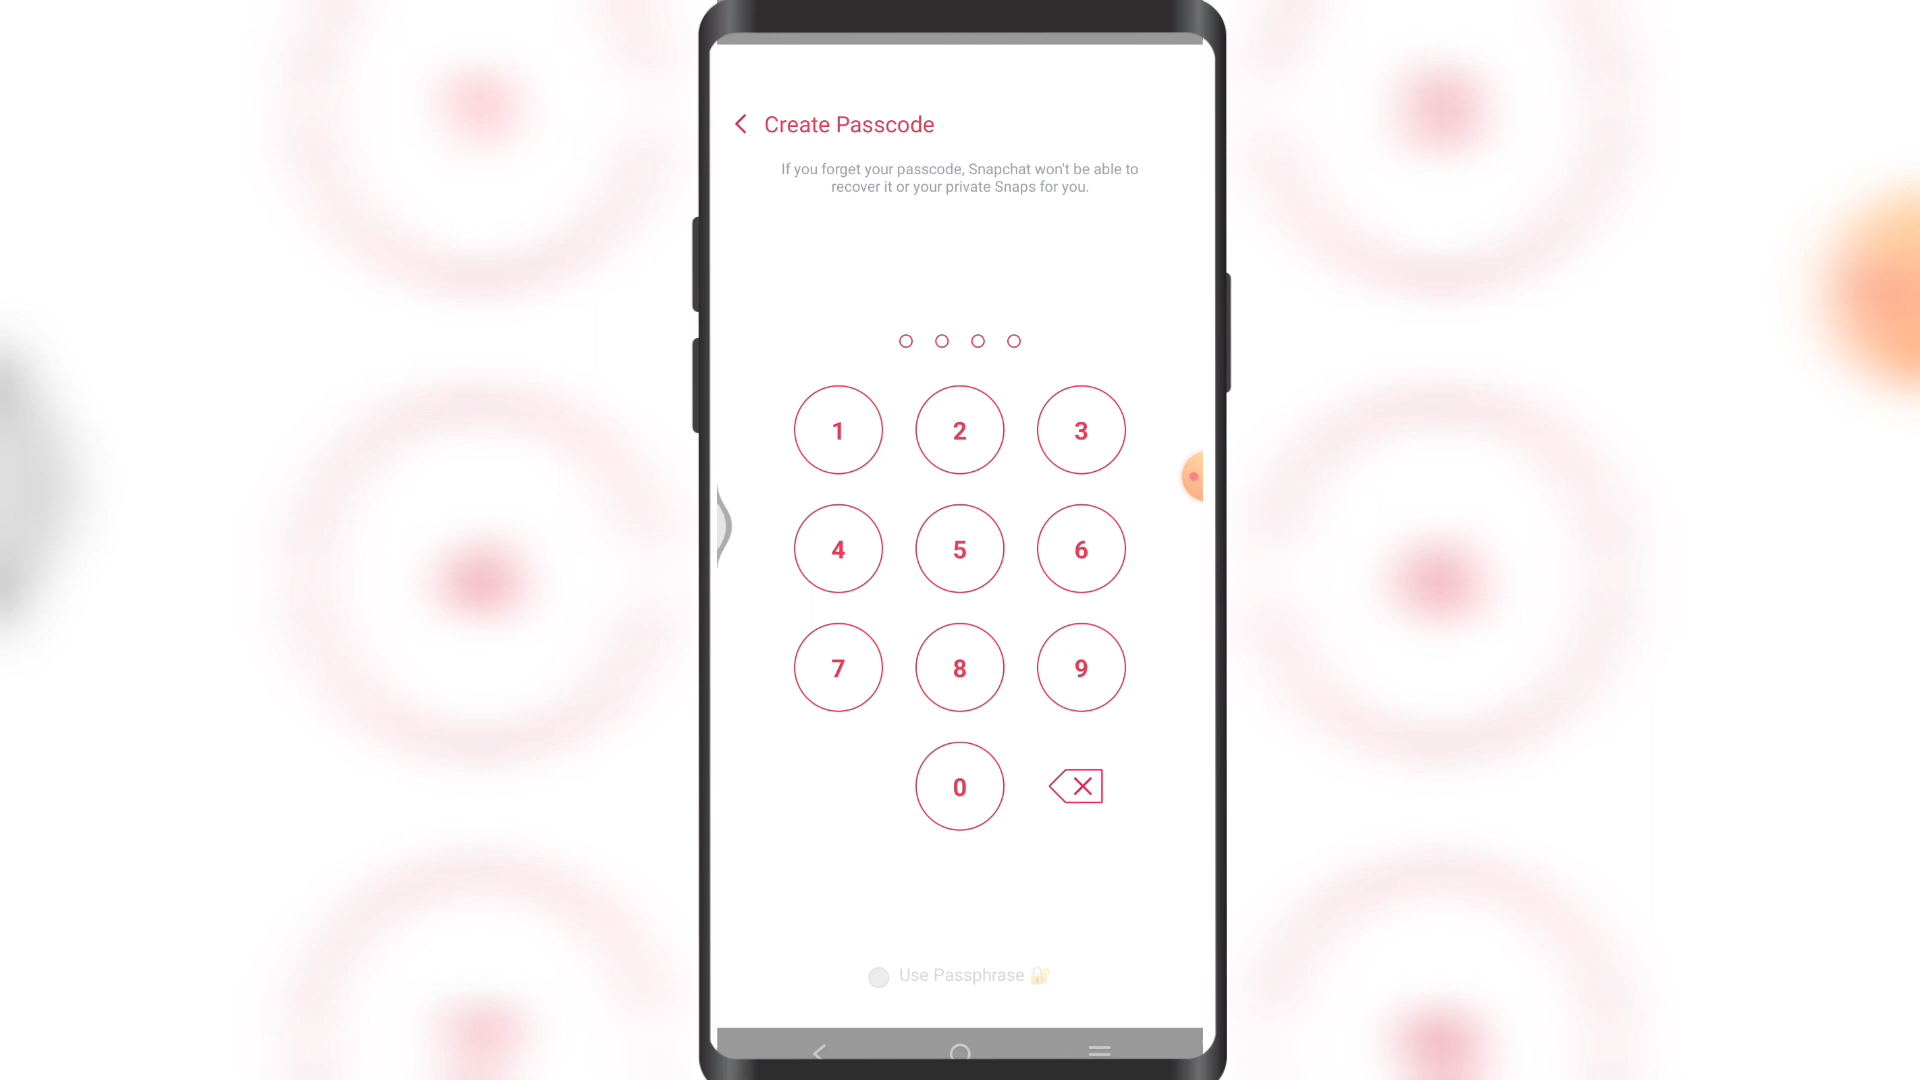 Create Passcode
If you forget your passcode, Snapchat won't be able to
recover it or your private Snaps for you.
1 2 3
4 5 6
7 8 9
0
Use Passphrase 🔐